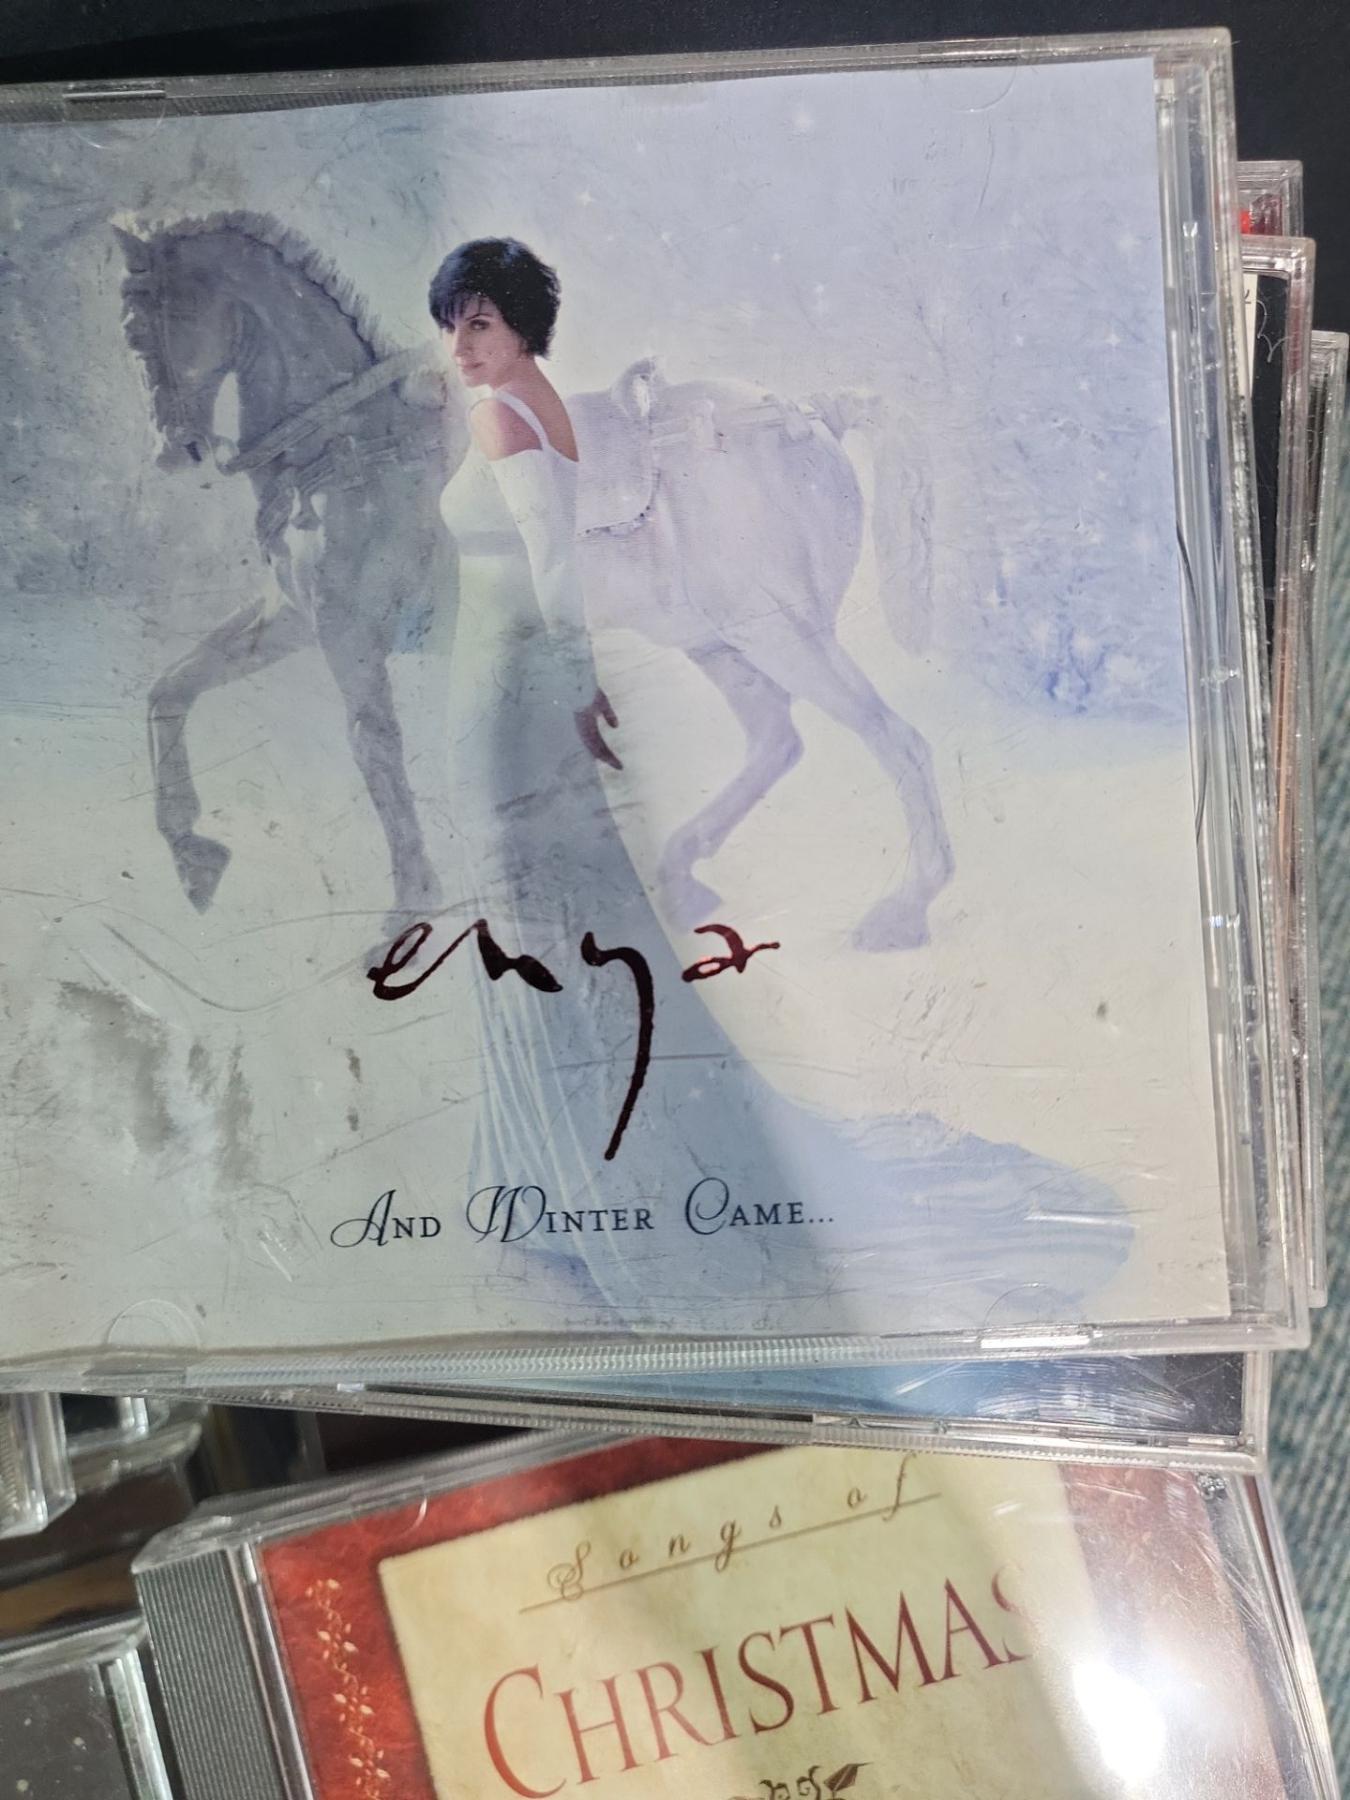 enya
And Winter Came...
Songs of
Christmas